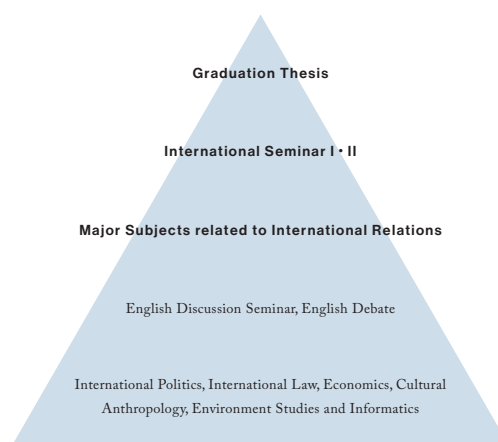 Graduation Thesis
International Seminar I・II
Major Subjects related to International Relations
English Discussion Seminar, English Debate
International Politics, International Law, Economics, Cultural
Anthropology, Environment Studies and Informatics